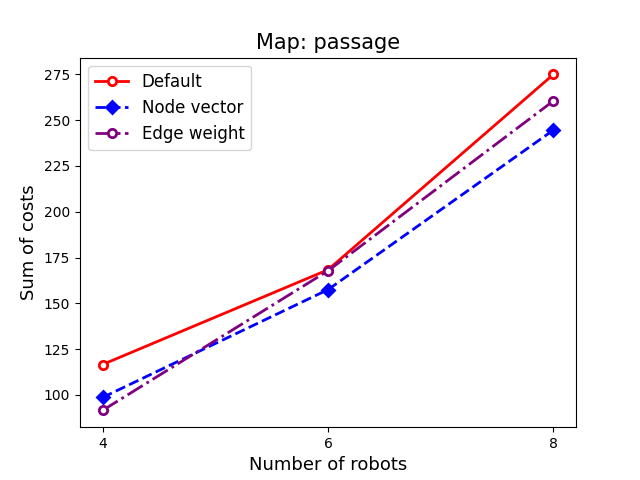 Map: passage
Default
Node vector
Edge weight
Sum of costs
275
250
225
200
175
150
125
100
4
6
8
Number of robots